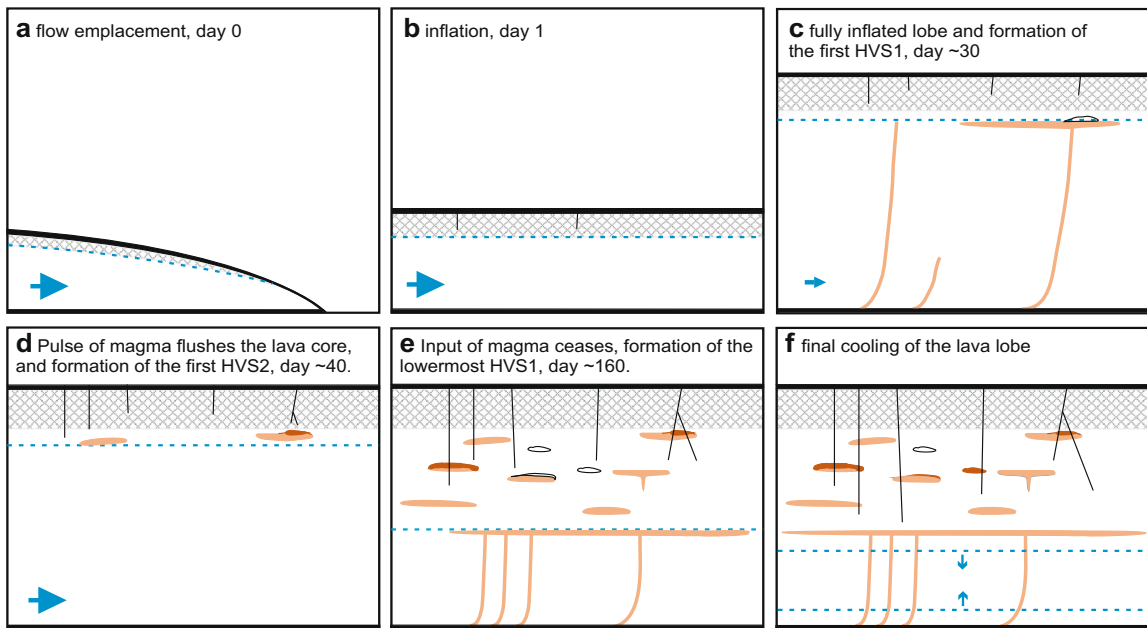 a flow emplacement, day 0
b inflation, day 1
c fully inflated lobe and formation of
the first HVS1, day ~30
d Pulse of magma flushes the lava core,
and formation of the first HVS2, day ~40.
e Input of magma ceases, formation of the
lowermost HVS1, day ~160.
f final cooling of the lava lobe